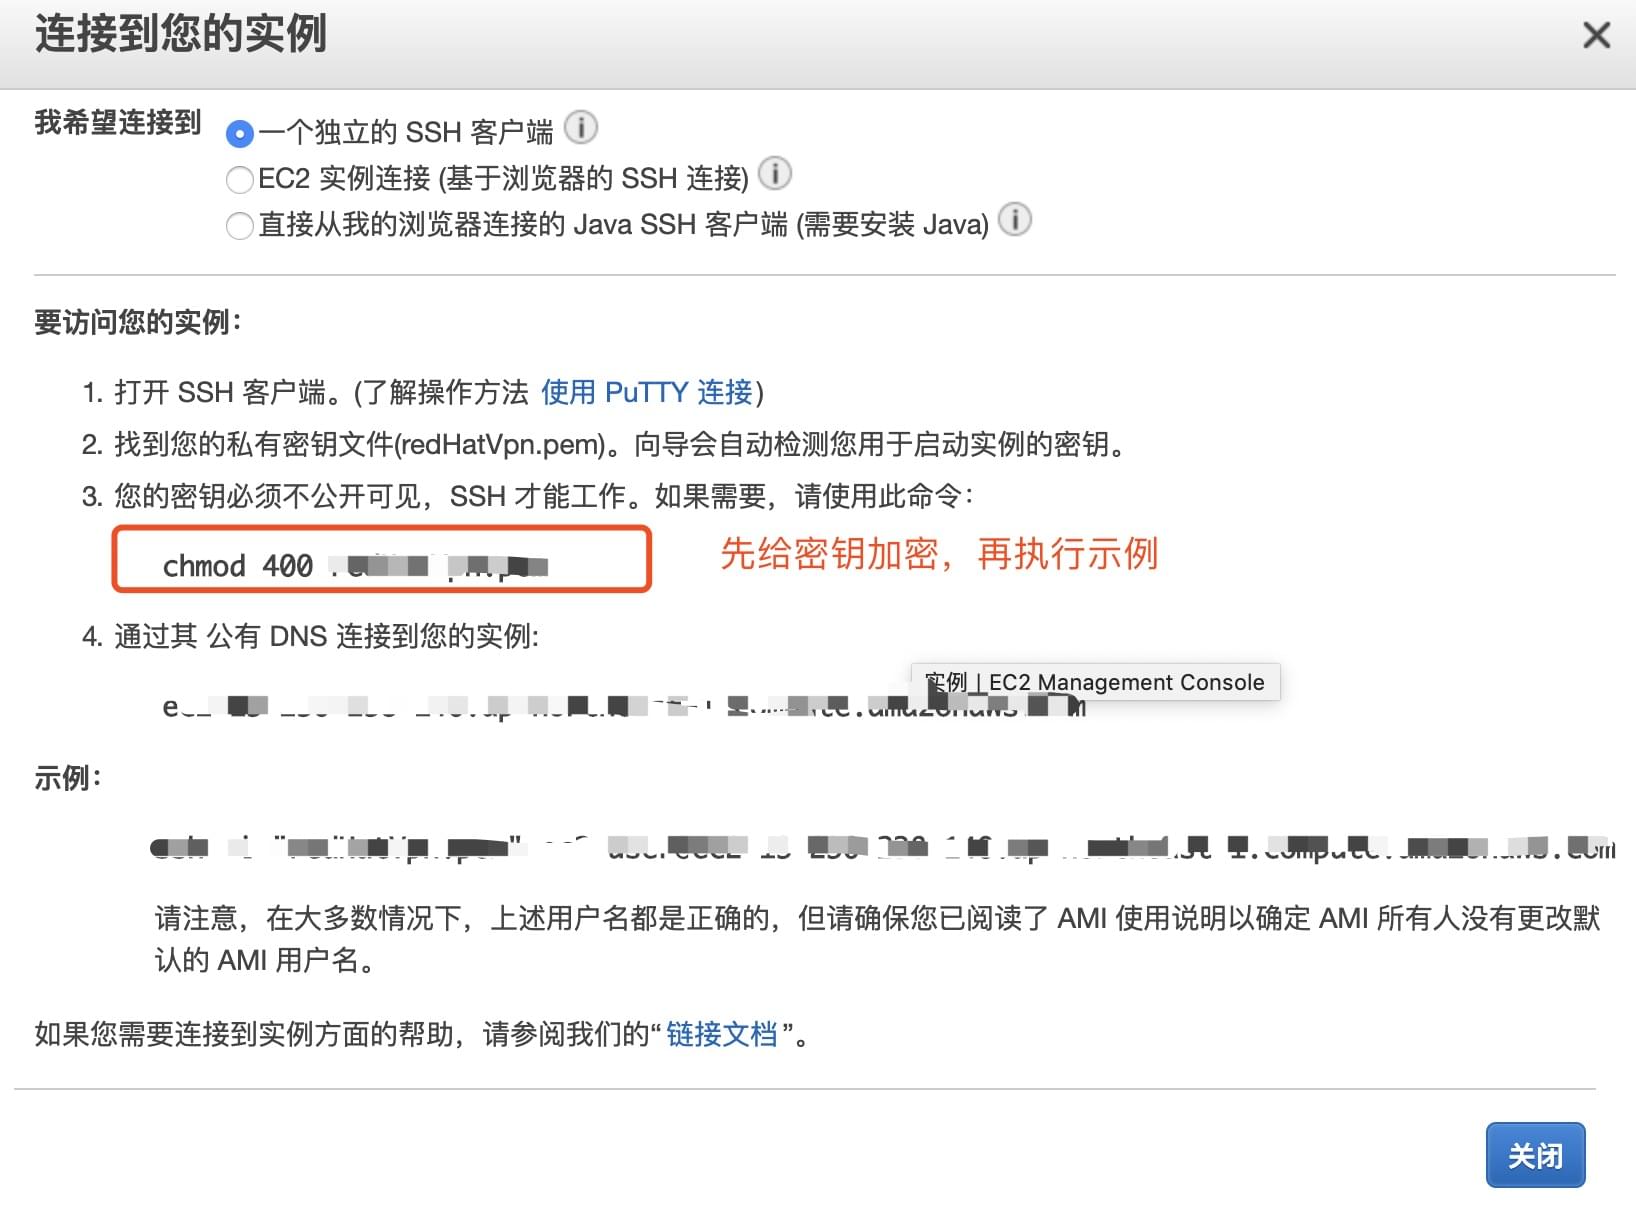 连接到您的实例
我希望连接到
一个独立的 SSH 客户端
EC2 实例连接 (基于浏览器的 SSH 连接)
直接从我的浏览器连接的 Java SSH 客户端 (需要安装 Java)
要访问您的实例：
1. 打开 SSH 客户端。(了解操作方法 使用 PuTTY 连接)
2. 找到您的私有密钥文件(redHatVpn.pem)。向导会自动检测您用于启动实例的密钥。
3. 您的密钥必须不公开可见，SSH 才能工作。如果需要，请使用此命令：
chmod 400
先给密钥加密，再执行示例
4. 通过其 公有 DNS 连接到您的实例:
实例 | EC2 Management Console
示例：
请注意，在大多数情况下，上述用户名都是正确的，但请确保您已阅读了 AMI 使用说明以确定 AMI 所有人没有更改默
认的 AMI 用户名。
如果您需要连接到实例方面的帮助，请参阅我们的“链接文档”。
关闭